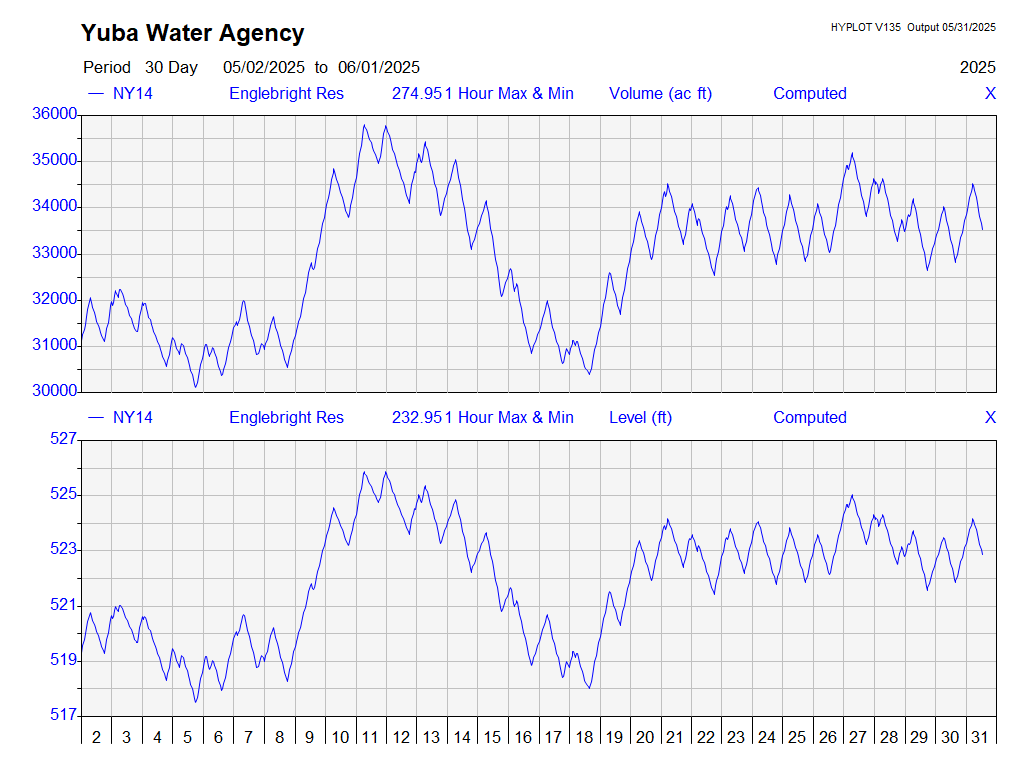 Yuba Water Agency
HYPLOT V135 Output 05/31/2025
Period 30 Day 05/02/2025 to 06/01/2025 2025
NY14 Englebright Res 274.951 Hour Max & Min Volume (ac ft) Computed X
36000
35000
34000
33000
32000
31000
30000
NY14 Englebright Res 232.951 Hour Max & Min Level (ft) Computed X
527
525
523
521
519
517
2 3 4 5 6 7 8 9 10 11 12 13 14 15 16 17 18 19 20 21 22 23 24 25 26 27 28 29 30 31